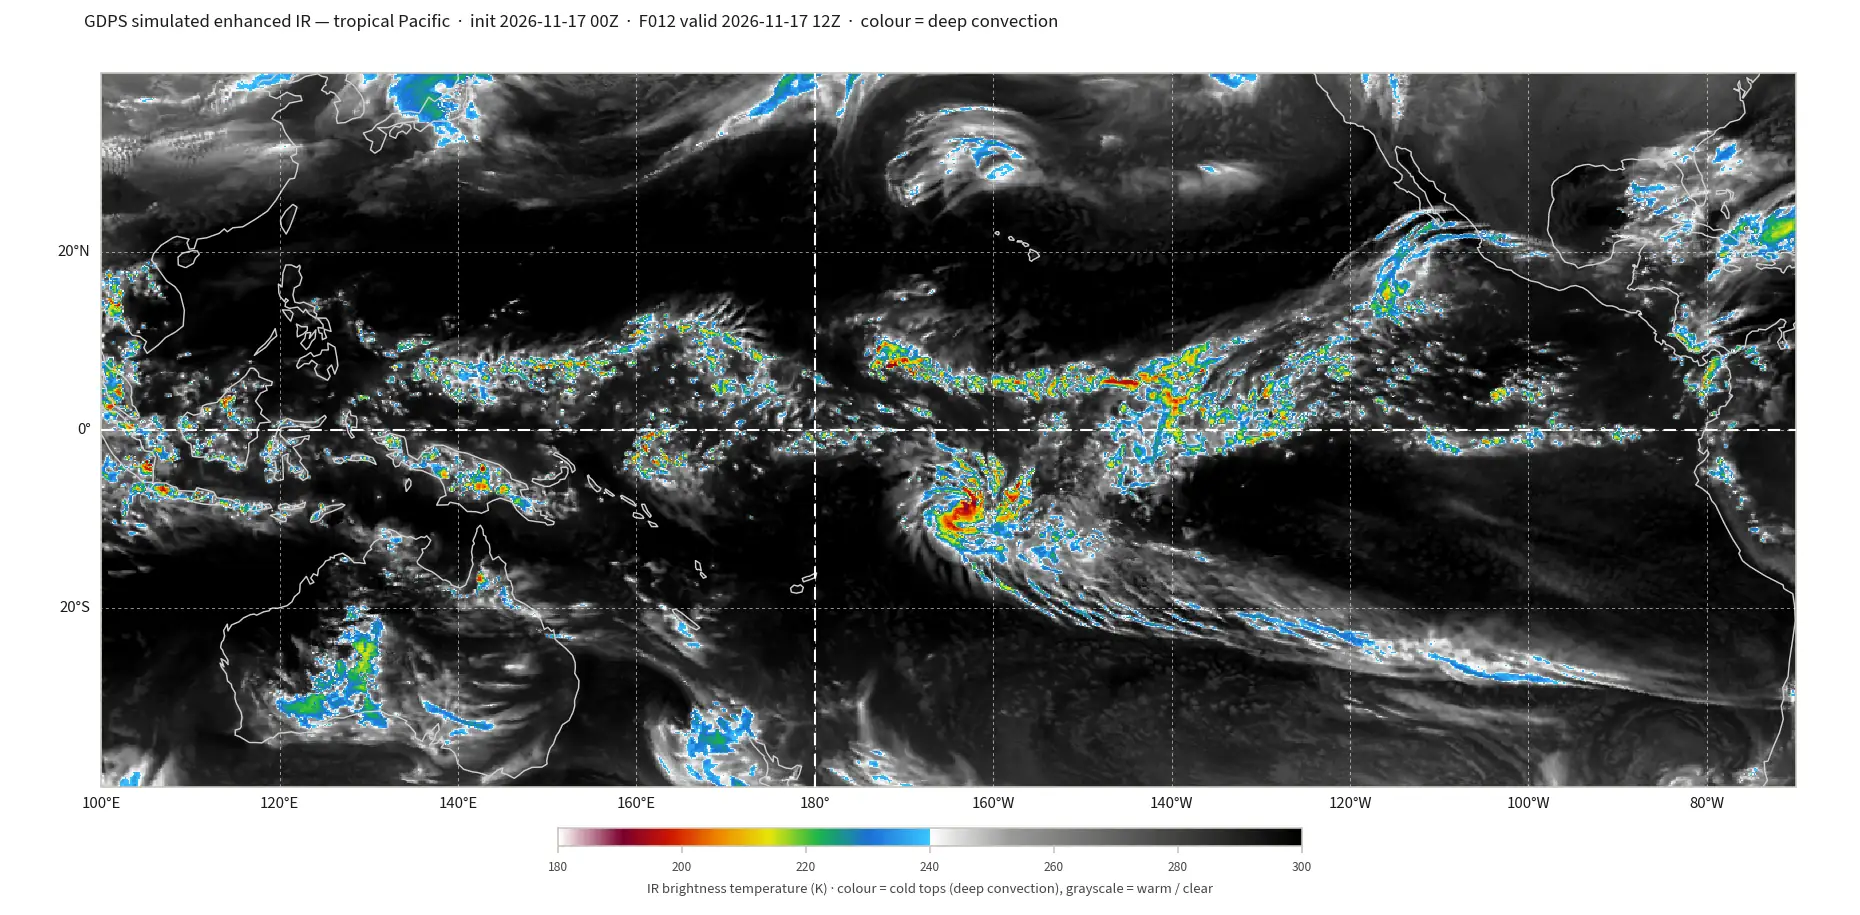 GDPS simulated enhanced IR — tropical Pacific · init 2026-11-17 00Z · F012 valid 2026-11-17 12Z · colour = deep convection
20°N
0°
20°S
100°E 120°E 140°E 160°E 180° 160°W 140°W 120°W 100°W 80°W
180 200 220 240 260 280 300
IR brightness temperature (K) · colour = cold tops (deep convection), grayscale = warm / clear